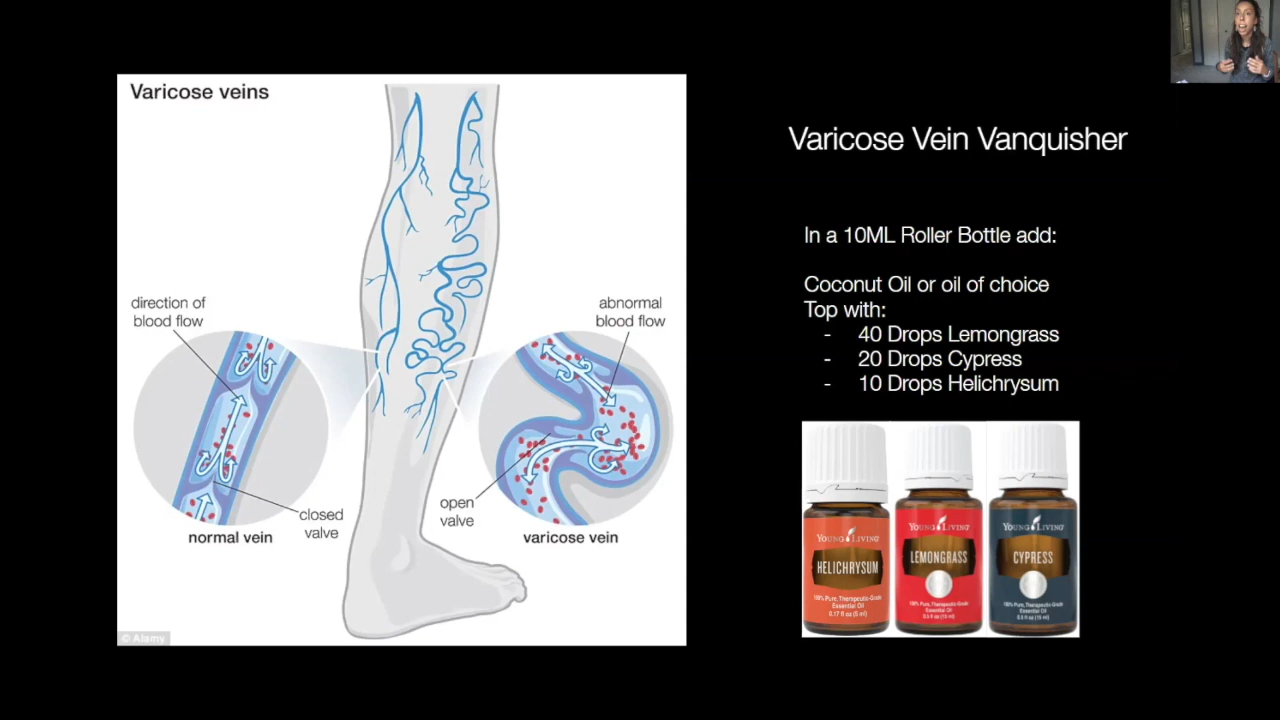 Varicose veins
direction of
blood flow
abnormal
blood flow
open
valve
closed
valve
normal vein
varicose vein
© Alamy
Varicose Vein Vanquisher
In a 10ML Roller Bottle add:
Coconut Oil or oil of choice
Top with:
- 40 Drops Lemongrass
- 20 Drops Cypress
- 10 Drops Helichrysum
YOUNG LIVING
HELICHRYSUM
100% Pure, Therapeutic-Grade
Essential Oil
0.17 fl oz (5 ml)
YOUNG LIVING
LEMONGRASS
100% Pure, Therapeutic-Grade
Essential Oil
0.5 fl oz (15 ml)
YOUNG LIVING
CYPRESS
100% Pure, Therapeutic-Grade
Essential Oil
0.5 fl oz (15 ml)